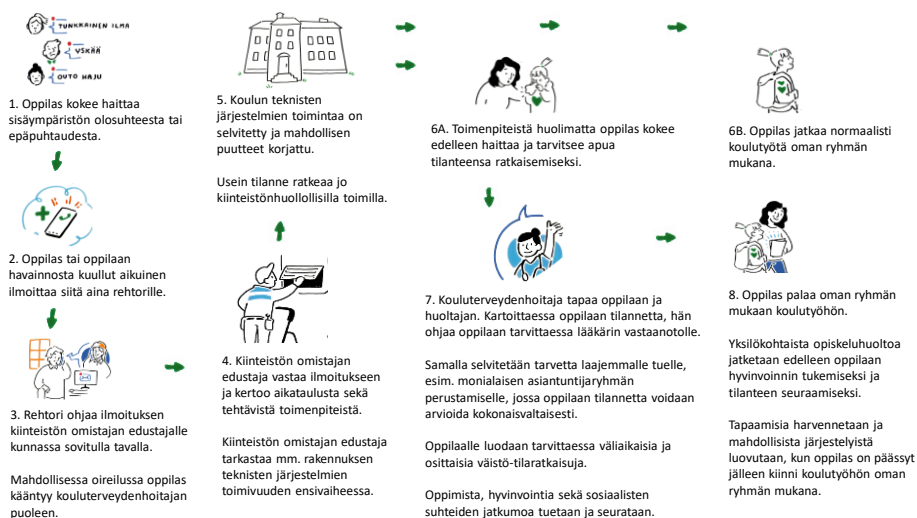 TUNKKAINEN ILMA
YSKÄÄ
OUTO HAJU
1. Oppilas kokee haittaa
sisäympäristön olosuhteesta tai
epäpuhtaudesta.
2. Oppilas tai oppilaan
havainnosta kuullut aikuinen
ilmoittaa siitä aina rehtorille.
3. Rehtori ohjaa ilmoituksen
kiinteistön omistajan edustajalle
kunnassa sovitulla tavalla.
Mahdollisessa oireilussa oppilas
kääntyy kouluterveydenhoitajan
puoleen.
4. Kiinteistön omistajan
edustaja vastaa ilmoitukseen
ja kertoo aikataulusta sekä
tehtävistä toimenpiteistä.
Kiinteistön omistajan edustaja
tarkastaa mm. rakennuksen
teknisten järjestelmien
toimivuuden ensivaiheessa.
5. Koulun teknisten
järjestelmien toimintaa on
selvitetty ja mahdollisen
puutteet korjattu.
Usein tilanne ratkeaa jo
kiinteistönhuollollisilla toimilla.
6A. Toimenpiteistä huolimatta oppilas kokee
edelleen haittaa ja tarvitsee apua
tilanteensa ratkaisemiseksi.
6B. Oppilas jatkaa normaalisti
koulutyötä oman ryhmän
mukana.
7. Kouluterveydenhoitaja tapaa oppilaan ja
huoltajan. Kartoittaessa oppilaan tilannetta, hän
ohjaa oppilaan tarvittaessa lääkärin vastaanotolle.
Samalla selvitetään tarvetta laajemmalle tuelle,
esim. monialaisen asiantuntijaryhmän
perustamiselle, jossa oppilaan tilannetta voidaan
arvioida kokonaisvaltaisesti.
Oppilaalle luodaan tarvittaessa väliaikaisia ja
osittaisia väistö-tilaratkaisuja.
Oppimista, hyvinvointia sekä sosiaalisten
suhteiden jatkumoa tuetaan ja seurataan.
8. Oppilas palaa oman ryhmän
mukaan koulutyöhön.
Yksilökohtaista opiskeluhuoltoa
jatketaan edelleen oppilaan
hyvinvoinnin tukemiseksi ja
tilanteen seuraamiseksi.
Tapaamisia harvennetaan ja
mahdollisista järjestelyistä
luovutaan, kun oppilas on päässyt
jälleen kiinni koulutyöhön oman
ryhmän mukana.